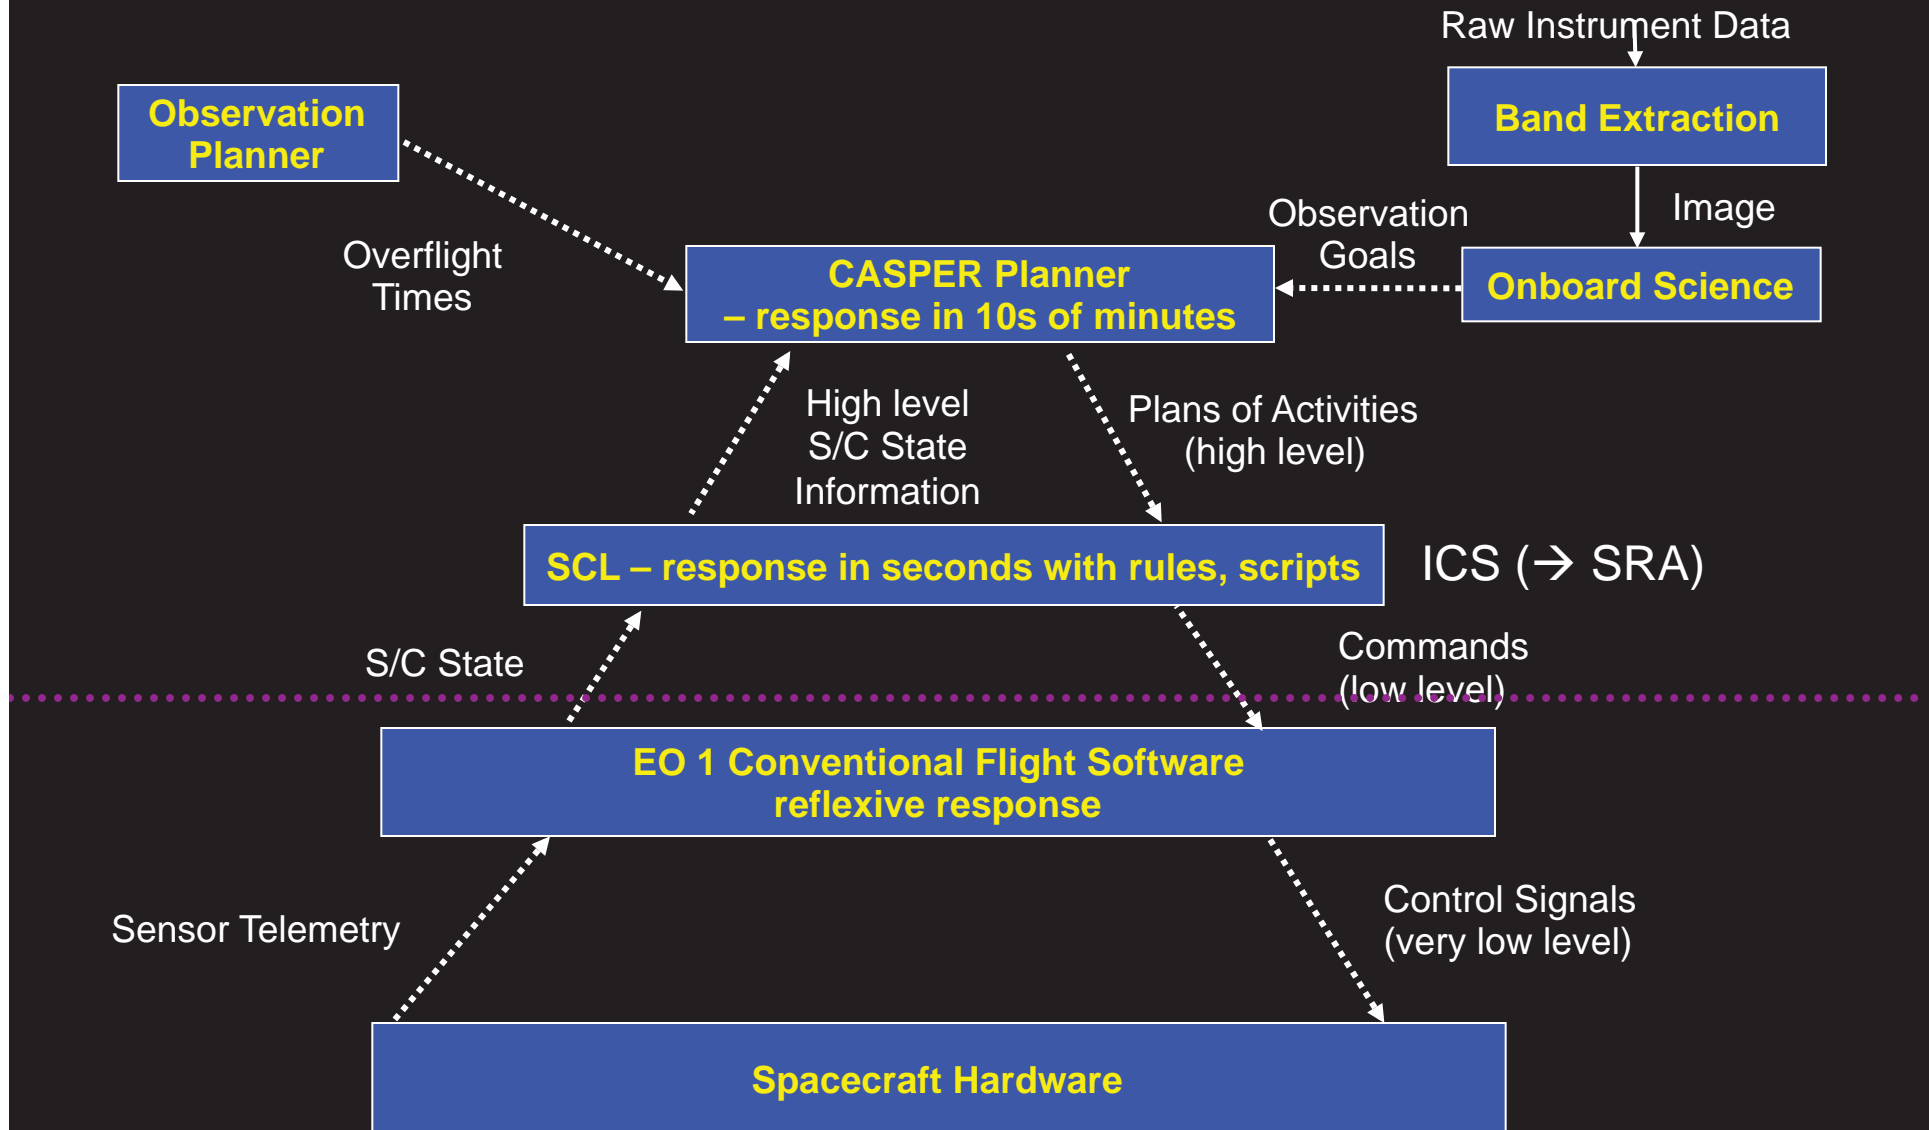 Raw Instrument Data
Observation
Planner
Band Extraction
Observation
Goals
Image
Overflight
Times
CASPER Planner
– response in 10s of minutes
Onboard Science
High level
S/C State
Information
Plans of Activities
(high level)
SCL – response in seconds with rules, scripts
ICS (→ SRA)
S/C State
Commands
(low level)
EO 1 Conventional Flight Software
reflexive response
Sensor Telemetry
Control Signals
(very low level)
Spacecraft Hardware